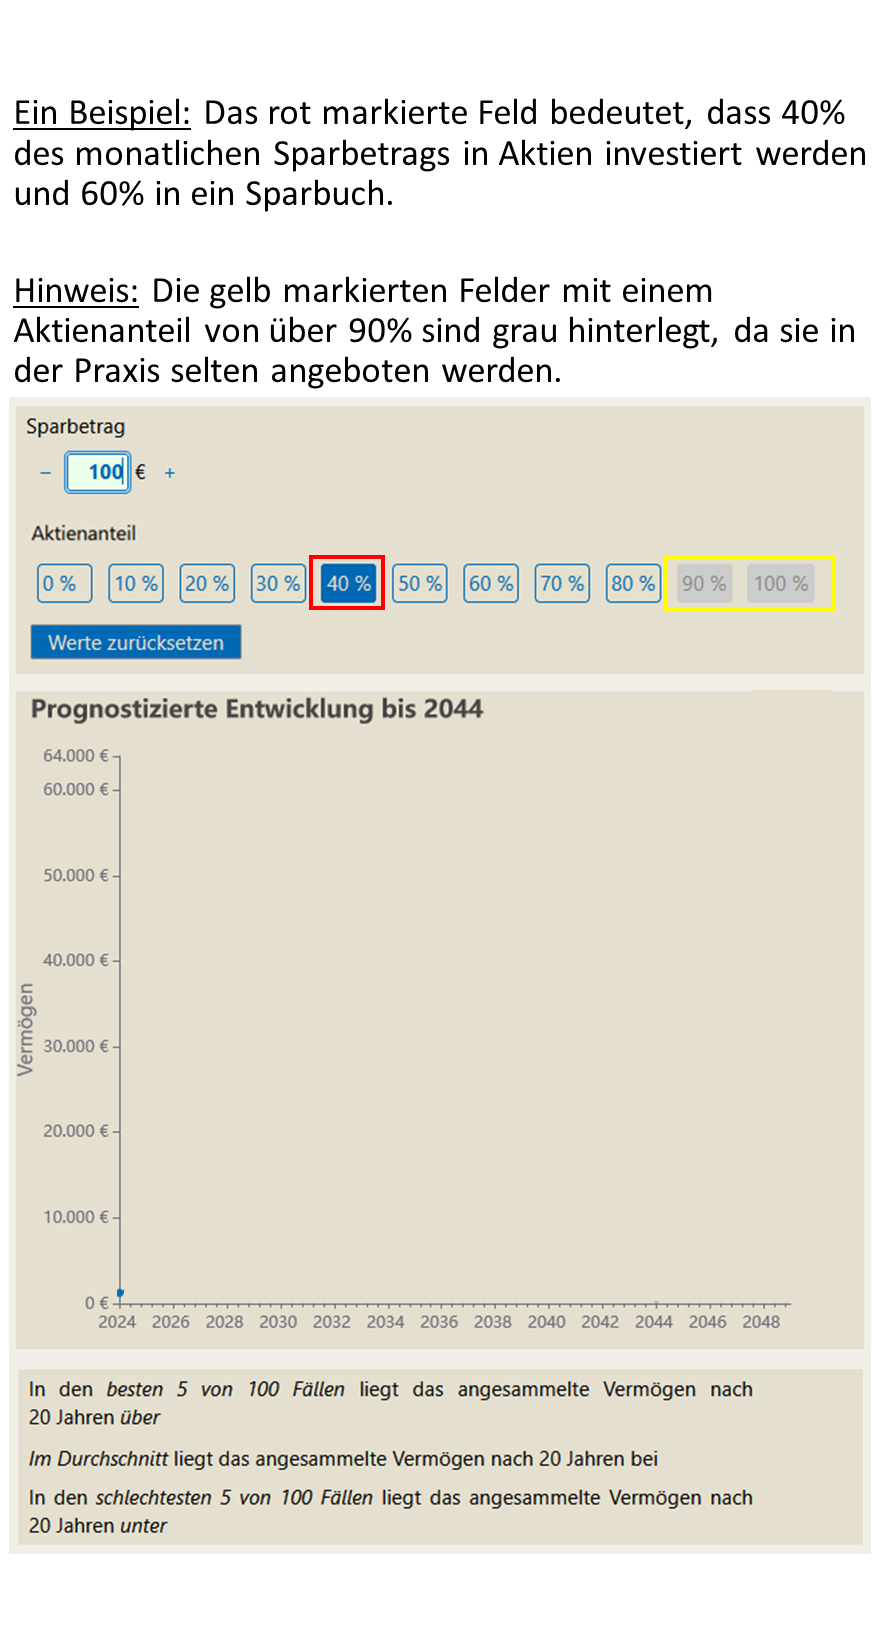 Ein Beispiel: Das rot markierte Feld bedeutet, dass 40%
des monatlichen Sparbetrags in Aktien investiert werden
und 60% in ein Sparbuch.
Hinweis: Die gelb markierten Felder mit einem
Aktienanteil von über 90% sind grau hinterlegt, da sie in
der Praxis selten angeboten werden.
Sparbetrag
− 100 € +
Aktienanteil
0 % 10 % 20 % 30 % 40 % 50 % 60 % 70 % 80 % 90 % 100 %
Werte zurücksetzen
Prognostizierte Entwicklung bis 2044
64.000 €
60.000 €
50.000 €
40.000 €
Vermögen
30.000 €
20.000 €
10.000 €
0 €
2024 2026 2028 2030 2032 2034 2036 2038 2040 2042 2044 2046 2048
In den besten 5 von 100 Fällen liegt das angesammelte Vermögen nach
20 Jahren über
Im Durchschnitt liegt das angesammelte Vermögen nach 20 Jahren bei
In den schlechtesten 5 von 100 Fällen liegt das angesammelte Vermögen nach
20 Jahren unter